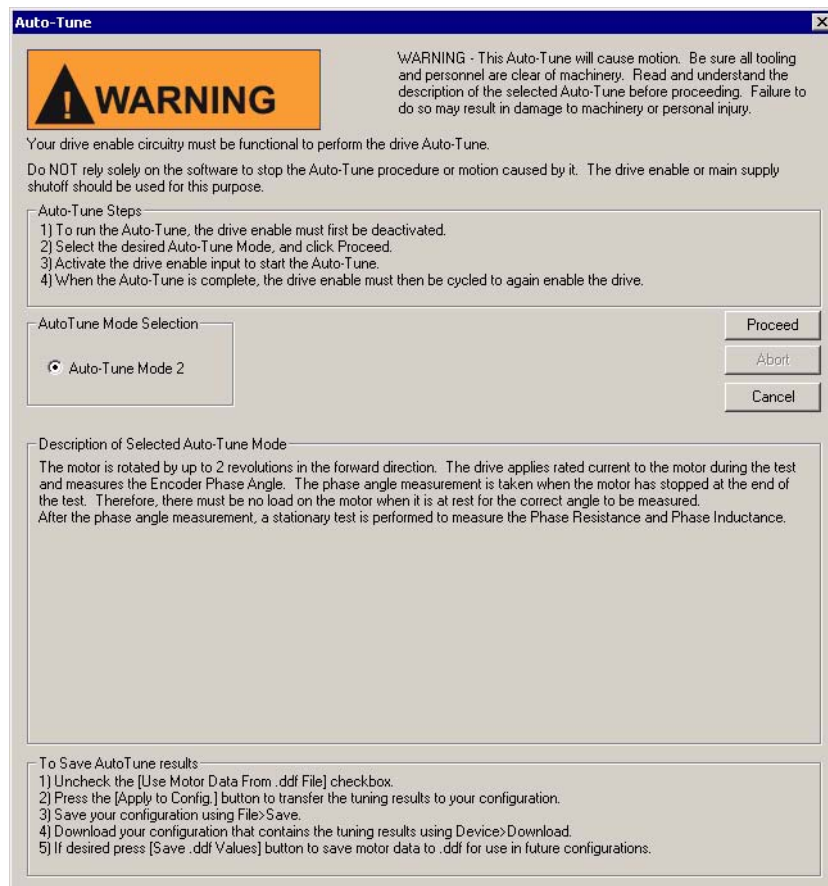 Auto-Tune
WARNING
WARNING - This Auto-Tune will cause motion. Be sure all tooling
and personnel are clear of machinery. Read and understand the
description of the selected Auto-Tune before proceeding. Failure to
do so may result in damage to machinery or personal injury.
Your drive enable circuitry must be functional to perform the drive Auto-Tune.
Do NOT rely solely on the software to stop the Auto-Tune procedure or motion caused by it. The drive enable or main supply
shutoff should be used for this purpose.
Auto-Tune Steps
1) To run the Auto-Tune, the drive enable must first be deactivated.
2) Select the desired Auto-Tune Mode, and click Proceed.
3) Activate the drive enable input to start the Auto-Tune.
4) When the Auto-Tune is complete, the drive enable must then be cycled to again enable the drive.
AutoTune Mode Selection
Auto-Tune Mode 2
Proceed
Abort
Cancel
Description of Selected Auto-Tune Mode
The motor is rotated by up to 2 revolutions in the forward direction. The drive applies rated current to the motor during the test
and measures the Encoder Phase Angle. The phase angle measurement is taken when the motor has stopped at the end of
the test. Therefore, there must be no load on the motor when it is at rest for the correct angle to be measured.
After the phase angle measurement, a stationary test is performed to measure the Phase Resistance and Phase Inductance.
To Save AutoTune results
1) Uncheck the [Use Motor Data From .ddf File] checkbox.
2) Press the [Apply to Config.] button to transfer the tuning results to your configuration.
3) Save your configuration using File>Save.
4) Download your configuration that contains the tuning results using Device>Download.
5) If desired press [Save .ddf Values] button to save motor data to .ddf for use in future configurations.